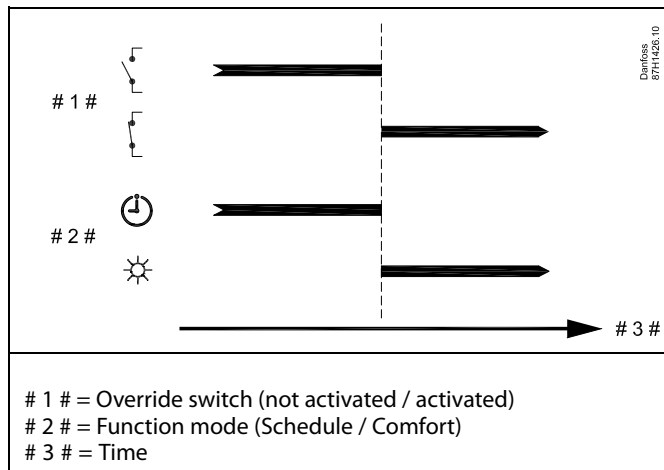 Danfoss
87H1426.10
# 1 #
# 2 #
# 3 #
# 1 # = Override switch (not activated / activated)
# 2 # = Function mode (Schedule / Comfort)
# 3 # = Time